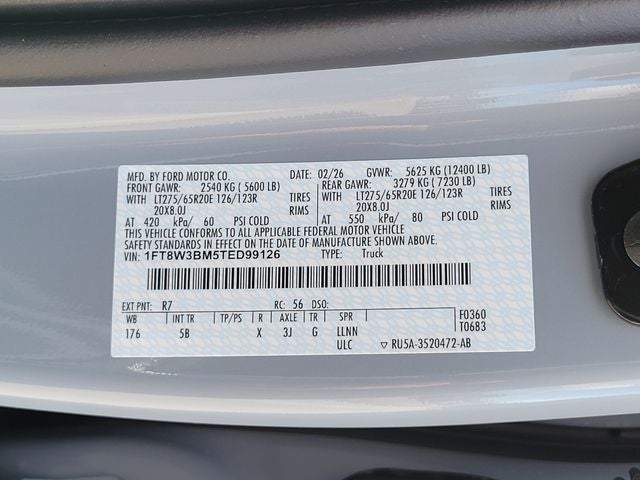 MFD. BY FORD MOTOR CO. DATE: 02/26 GVWR: 5625 KG (12400 LB)
FRONT GAWR: 2540 KG ( 5600 LB) REAR GAWR: 3279 KG ( 7230 LB)
WITH LT275/65R20E 126/123R TIRES WITH LT275/65R20E 126/123R TIRES
20X8.0J RIMS 20X8.0J RIMS
AT 420 kPa/ 60 PSI COLD AT 550 kPa/ 80 PSI COLD
THIS VEHICLE CONFORMS TO ALL APPLICABLE FEDERAL MOTOR VEHICLE
SAFETY STANDARDS IN EFFECT ON THE DATE OF MANUFACTURE SHOWN ABOVE.
VIN: 1FT8W3BM5TED99126 TYPE: Truck
EXT PNT: R7 RC: 56 DSO: F0360
WB INT TR TP/PS R AXLE TR SPR T0683
176 5B X 3J G LLNN
ULC ▽ RU5A-3520472-AB